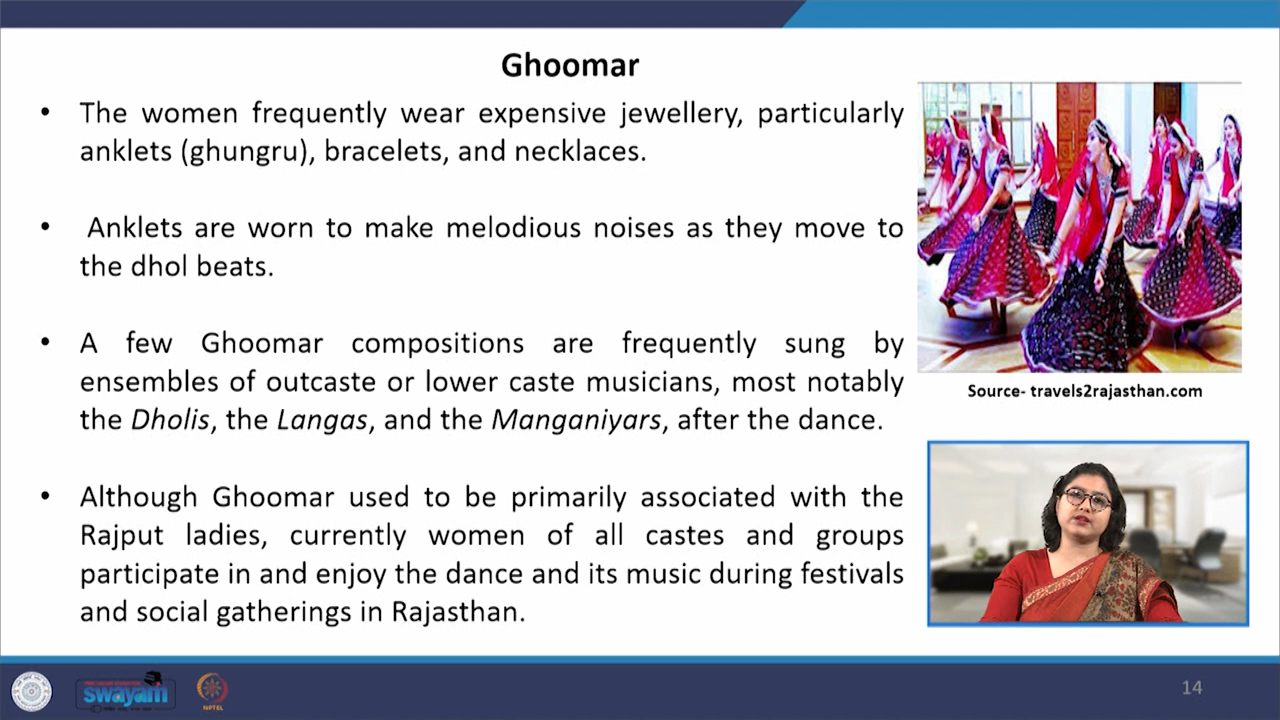 Ghoomar
• The women frequently wear expensive jewellery, particularly
anklets (ghungru), bracelets, and necklaces.
• Anklets are worn to make melodious noises as they move to
the dhol beats.
• A few Ghoomar compositions are frequently sung by
ensembles of outcaste or lower caste musicians, most notably
the Dholis, the Langas, and the Manganiyars, after the dance.
• Although Ghoomar used to be primarily associated with the
Rajput ladies, currently women of all castes and groups
participate in and enjoy the dance and its music during festivals
and social gatherings in Rajasthan.
Source- travels2rajasthan.com
swayam
NPTEL
14